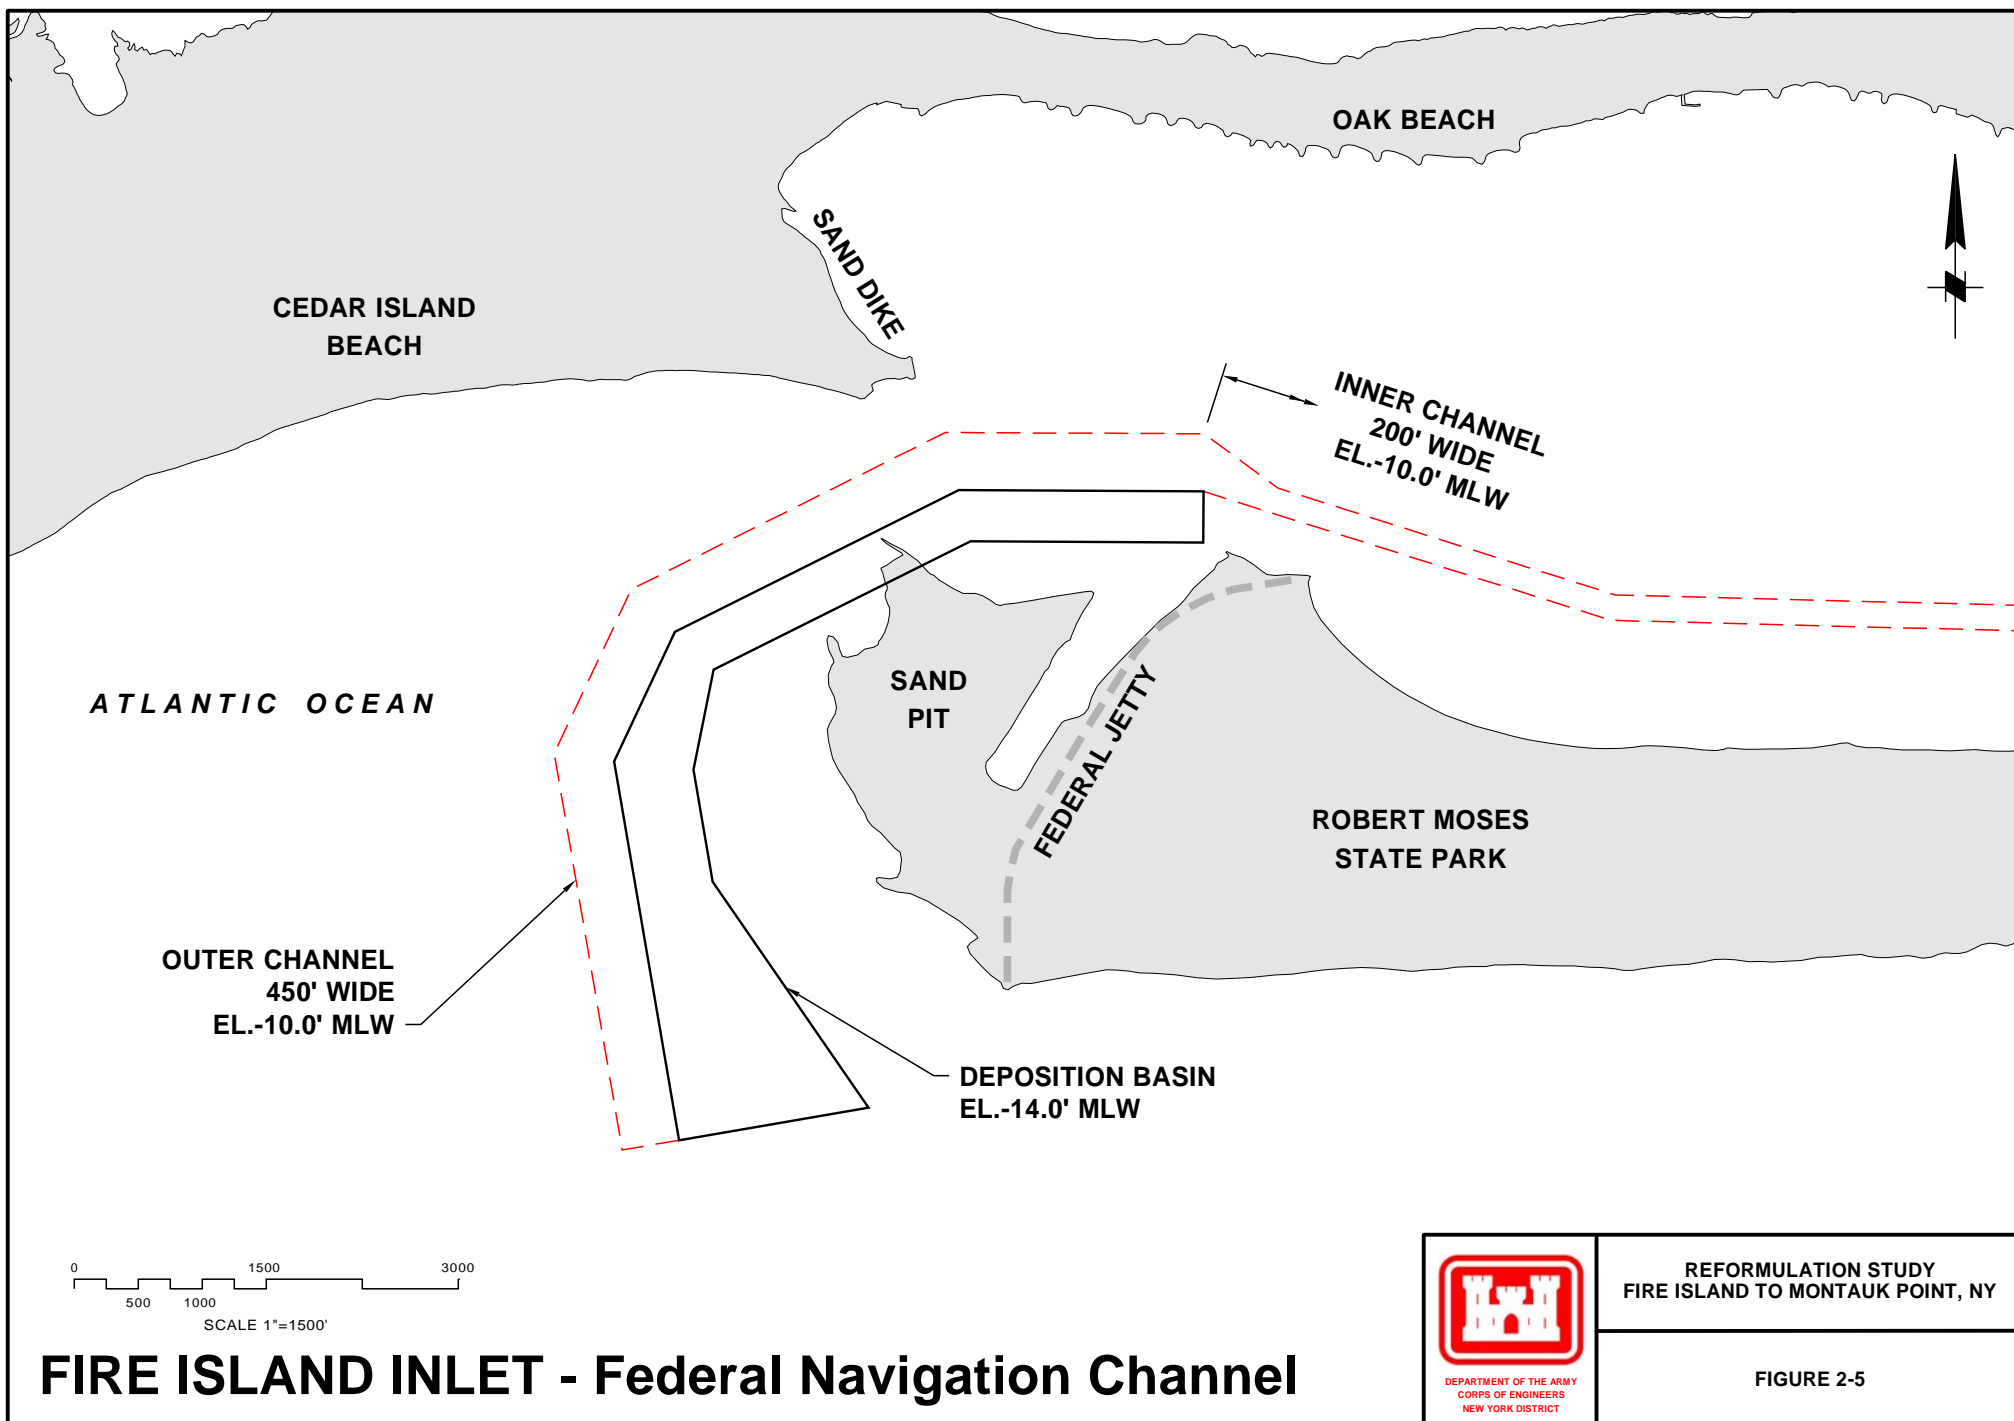 OAK BEACH
SAND DIKE
CEDAR ISLAND
BEACH
INNER CHANNEL
200' WIDE
EL.-10.0' MLW
ATLANTIC OCEAN
SAND
PIT
FEDERAL JETTY
ROBERT MOSES
STATE PARK
OUTER CHANNEL
450' WIDE
EL.-10.0' MLW
DEPOSITION BASIN
EL.-14.0' MLW
0 1500 3000
500 1000
SCALE 1"=1500'
FIRE ISLAND INLET - Federal Navigation Channel
DEPARTMENT OF THE ARMY
CORPS OF ENGINEERS
NEW YORK DISTRICT
REFORMULATION STUDY
FIRE ISLAND TO MONTAUK POINT, NY
FIGURE 2-5